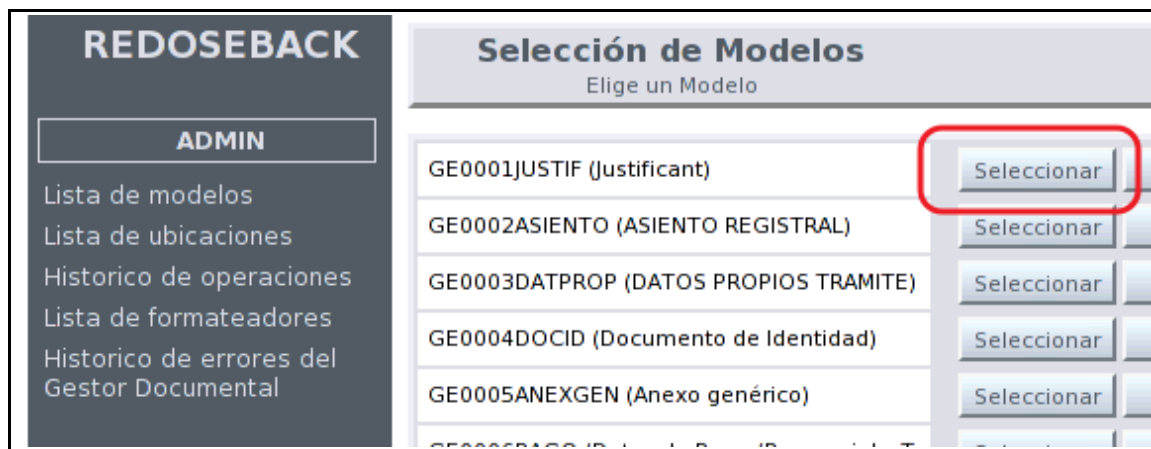 REDOSEBACK
ADMIN
Lista de modelos
Lista de ubicaciones
Historico de operaciones
Lista de formateadores
Historico de errores del
Gestor Documental
Selección de Modelos
Elige un Modelo
GE0001JUSTIF (Justificant) Seleccionar
GE0002ASIENTO (ASIENTO REGISTRAL) Seleccionar
GE0003DATPROP (DATOS PROPIOS TRAMITE) Seleccionar
GE0004DOCID (Documento de Identidad) Seleccionar
GE0005ANEXGEN (Anexo genérico) Seleccionar